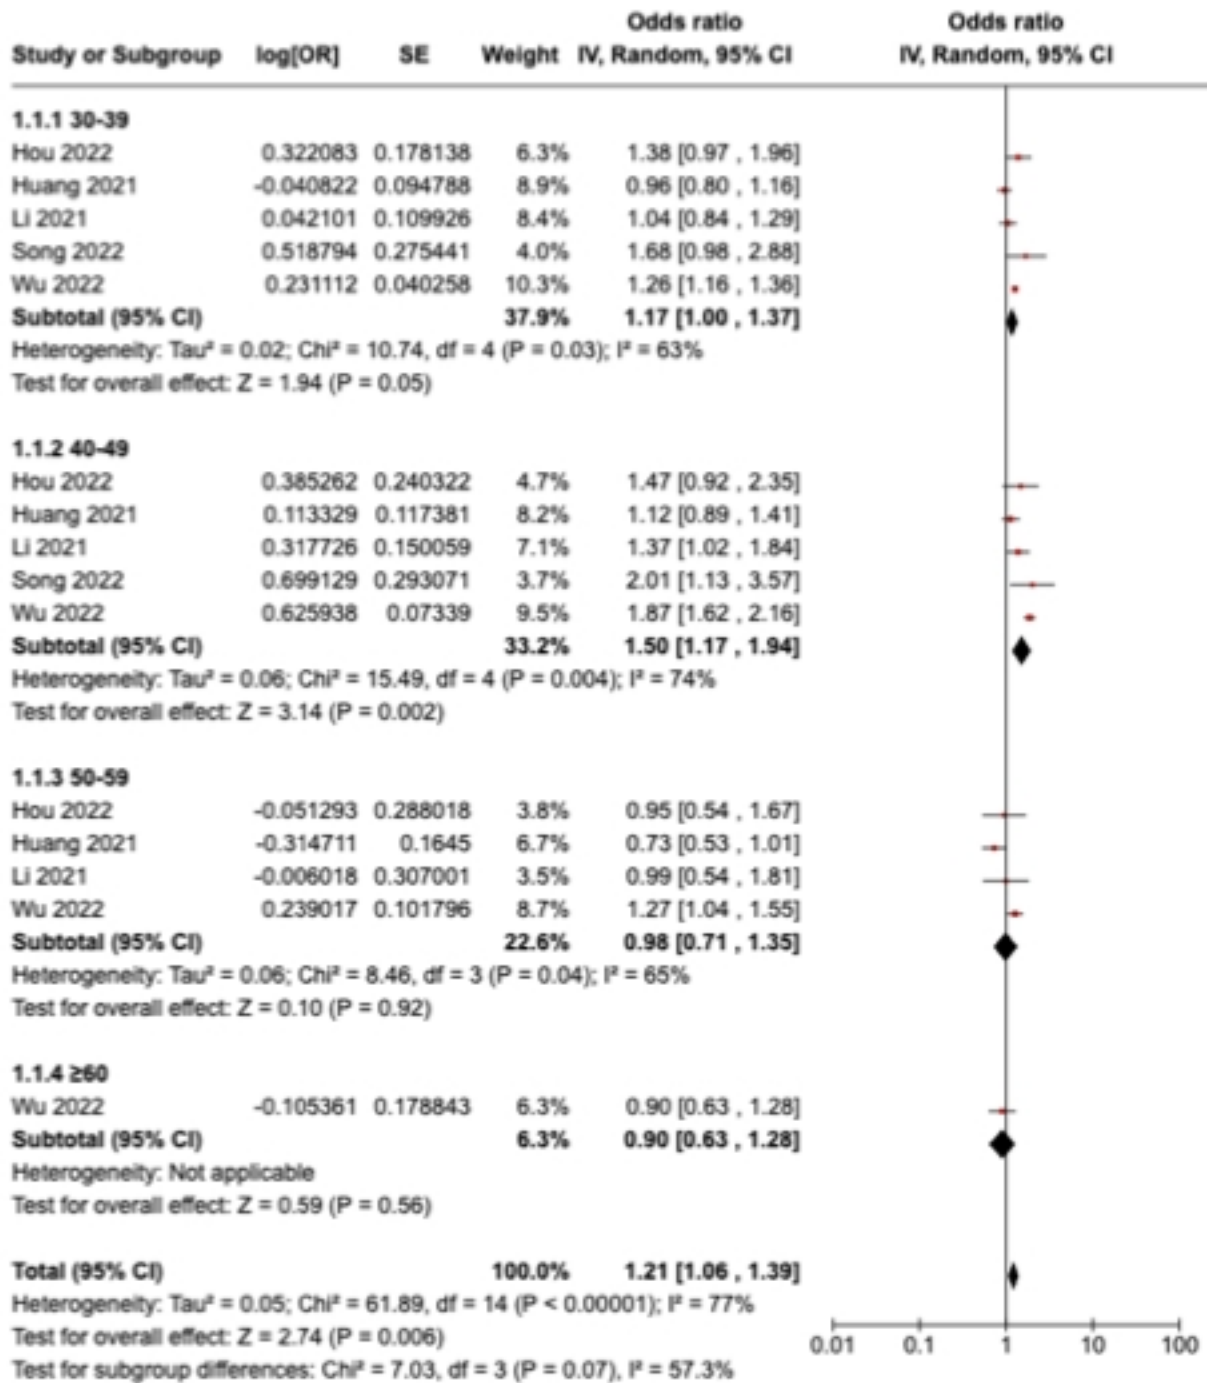 Odds ratio Odds ratio
Study or Subgroup log[OR] SE Weight IV, Random, 95% CI IV, Random, 95% CI
1.1.1 30-39
Hou 2022 0.322083 0.178138 6.3% 1.38 [0.97 , 1.96]
Huang 2021 -0.040822 0.094788 8.9% 0.96 [0.80 , 1.16]
Li 2021 0.042101 0.109926 8.4% 1.04 [0.84 , 1.29]
Song 2022 0.518794 0.275441 4.0% 1.68 [0.98 , 2.88]
Wu 2022 0.231112 0.040258 10.3% 1.26 [1.16 , 1.36]
Subtotal (95% CI) 37.9% 1.17 [1.00 , 1.37]
Heterogeneity: Tau² = 0.02; Chi² = 10.74, df = 4 (P = 0.03); I² = 63%
Test for overall effect: Z = 1.94 (P = 0.05)
1.1.2 40-49
Hou 2022 0.385262 0.240322 4.7% 1.47 [0.92 , 2.35]
Huang 2021 0.113329 0.117381 8.2% 1.12 [0.89 , 1.41]
Li 2021 0.317726 0.150059 7.1% 1.37 [1.02 , 1.84]
Song 2022 0.699129 0.293071 3.7% 2.01 [1.13 , 3.57]
Wu 2022 0.625938 0.07339 9.5% 1.87 [1.62 , 2.16]
Subtotal (95% CI) 33.2% 1.50 [1.17 , 1.94]
Heterogeneity: Tau² = 0.06; Chi² = 15.49, df = 4 (P = 0.004); I² = 74%
Test for overall effect: Z = 3.14 (P = 0.002)
1.1.3 50-59
Hou 2022 -0.051293 0.288018 3.8% 0.95 [0.54 , 1.67]
Huang 2021 -0.314711 0.1645 6.7% 0.73 [0.53 , 1.01]
Li 2021 -0.006018 0.307001 3.5% 0.99 [0.54 , 1.81]
Wu 2022 0.239017 0.101796 8.7% 1.27 [1.04 , 1.55]
Subtotal (95% CI) 22.6% 0.98 [0.71 , 1.35]
Heterogeneity: Tau² = 0.06; Chi² = 8.46, df = 3 (P = 0.04); I² = 65%
Test for overall effect: Z = 0.10 (P = 0.92)
1.1.4 ≥60
Wu 2022 -0.105361 0.178843 6.3% 0.90 [0.63 , 1.28]
Subtotal (95% CI) 6.3% 0.90 [0.63 , 1.28]
Heterogeneity: Not applicable
Test for overall effect: Z = 0.59 (P = 0.56)
Total (95% CI) 100.0% 1.21 [1.06 , 1.39]
Heterogeneity: Tau² = 0.05; Chi² = 61.89, df = 14 (P < 0.00001); I² = 77%
Test for overall effect: Z = 2.74 (P = 0.006) 0.01 0.1 1 10 100
Test for subgroup differences: Chi² = 7.03, df = 3 (P = 0.07), I² = 57.3%